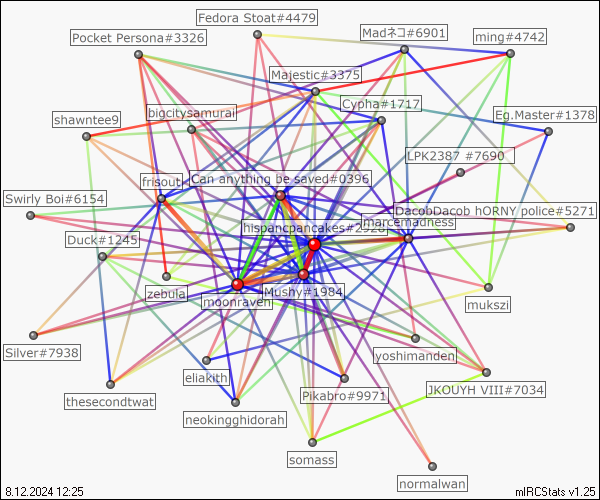 Fedora Stoat#4479
Pocket Persona#3326
Madネコ#6901
ming#4742
Majestic#3375
Cypha#1717
bigcitysamurai
Eg.Master#1378
shawntee9
LPK2387 #7690
Can anything be saved#0396
frisouti
Swirly Boi#6154
DacobDacob hORNY police#5271
marcemadness
hispancpancakes#2926
Duck#1245
zebula
moonraven
Mushy#1984
mukszi
Silver#7938
yoshimanden
eliakith
JKOUYH VIII#7034
thesecondtwat
Pikabro#9971
neokingghidorah
somass
normalwan
8.12.2024 12:25
mIRCStats v1.25